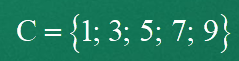 C = {1; 3; 5; 7; 9}